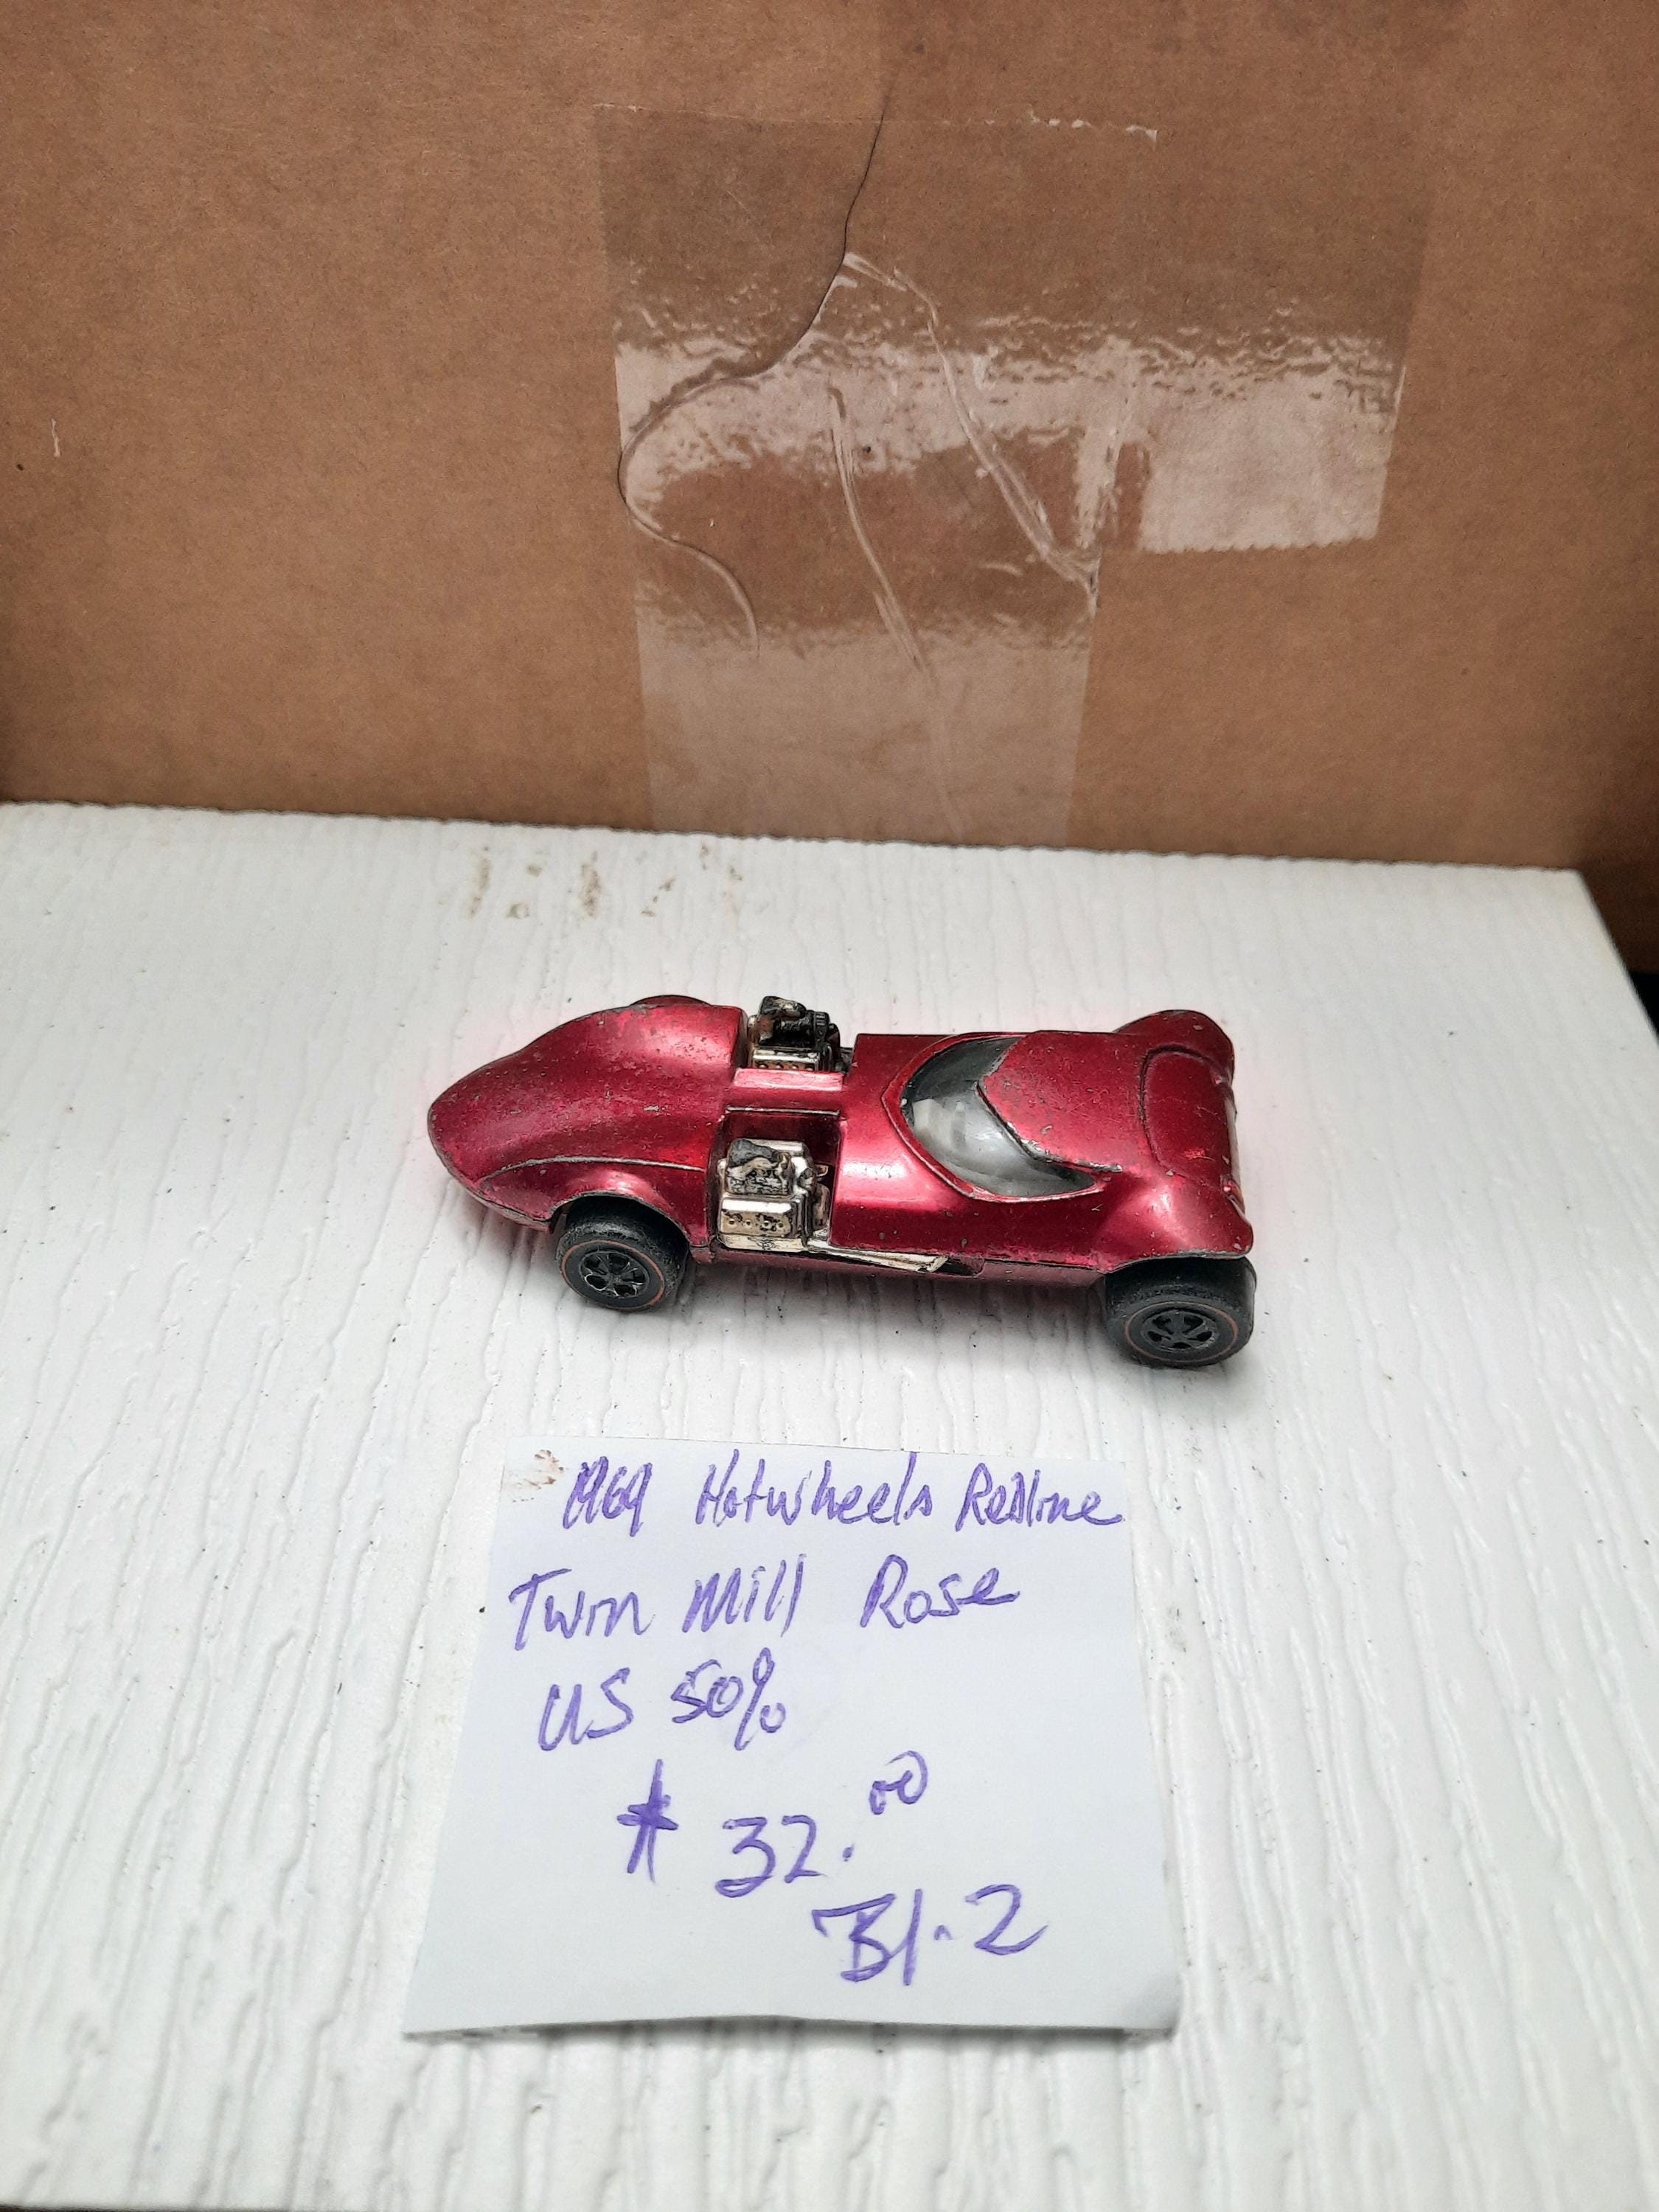 1969 Hotwheels Redline
Twin Mill Rose
US 50%
$ 32.00
B1-2